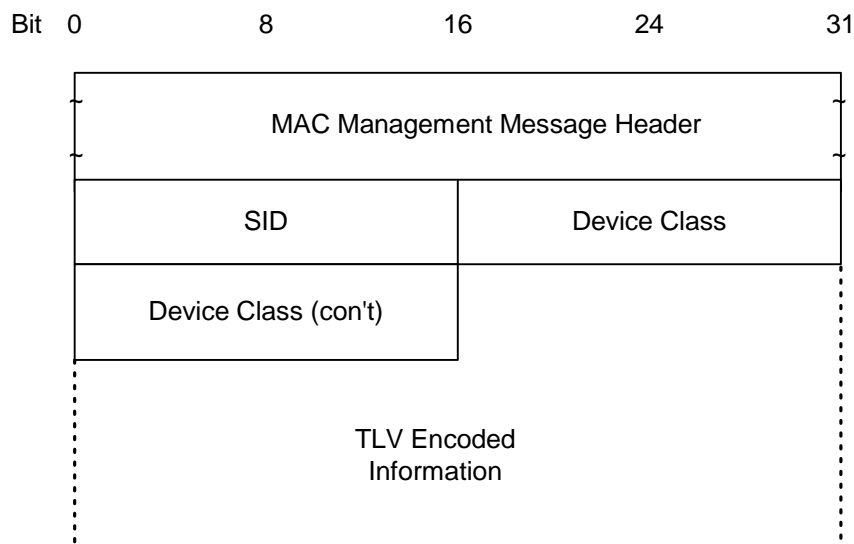 Bit 0 8 16 24 31
MAC Management Message Header
SID Device Class
Device Class (con't)
TLV Encoded
Information